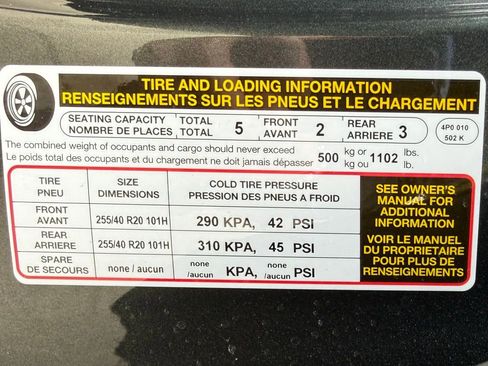 TIRE AND LOADING INFORMATION
RENSEIGNEMENTS SUR LES PNEUS ET LE CHARGEMENT
SEATING CAPACITY TOTAL 5 FRONT 2 REAR 3
NOMBRE DE PLACES TOTAL AVANT ARRIERE
4P0 010
502 K
The combined weight of occupants and cargo should never exceed 500 kg or 1102 lbs.
Le poids total des occupants et du chargement ne doit jamais dépasser kg ou lb.
TIRE SIZE COLD TIRE PRESSURE
PNEU DIMENSIONS PRESSION DES PNEUS A FROID
FRONT
AVANT 255/40 R20 101H 290 KPA, 42 PSI
REAR
ARRIERE 255/40 R20 101H 310 KPA, 45 PSI
SPARE
DE SECOURS none / aucun none /aucun KPA, none /aucun PSI
SEE OWNER'S
MANUAL FOR
ADDITIONAL
INFORMATION
VOIR LE MANUEL
DU PROPRIETAIRE
POUR PLUS DE
RENSEIGNEMENTS